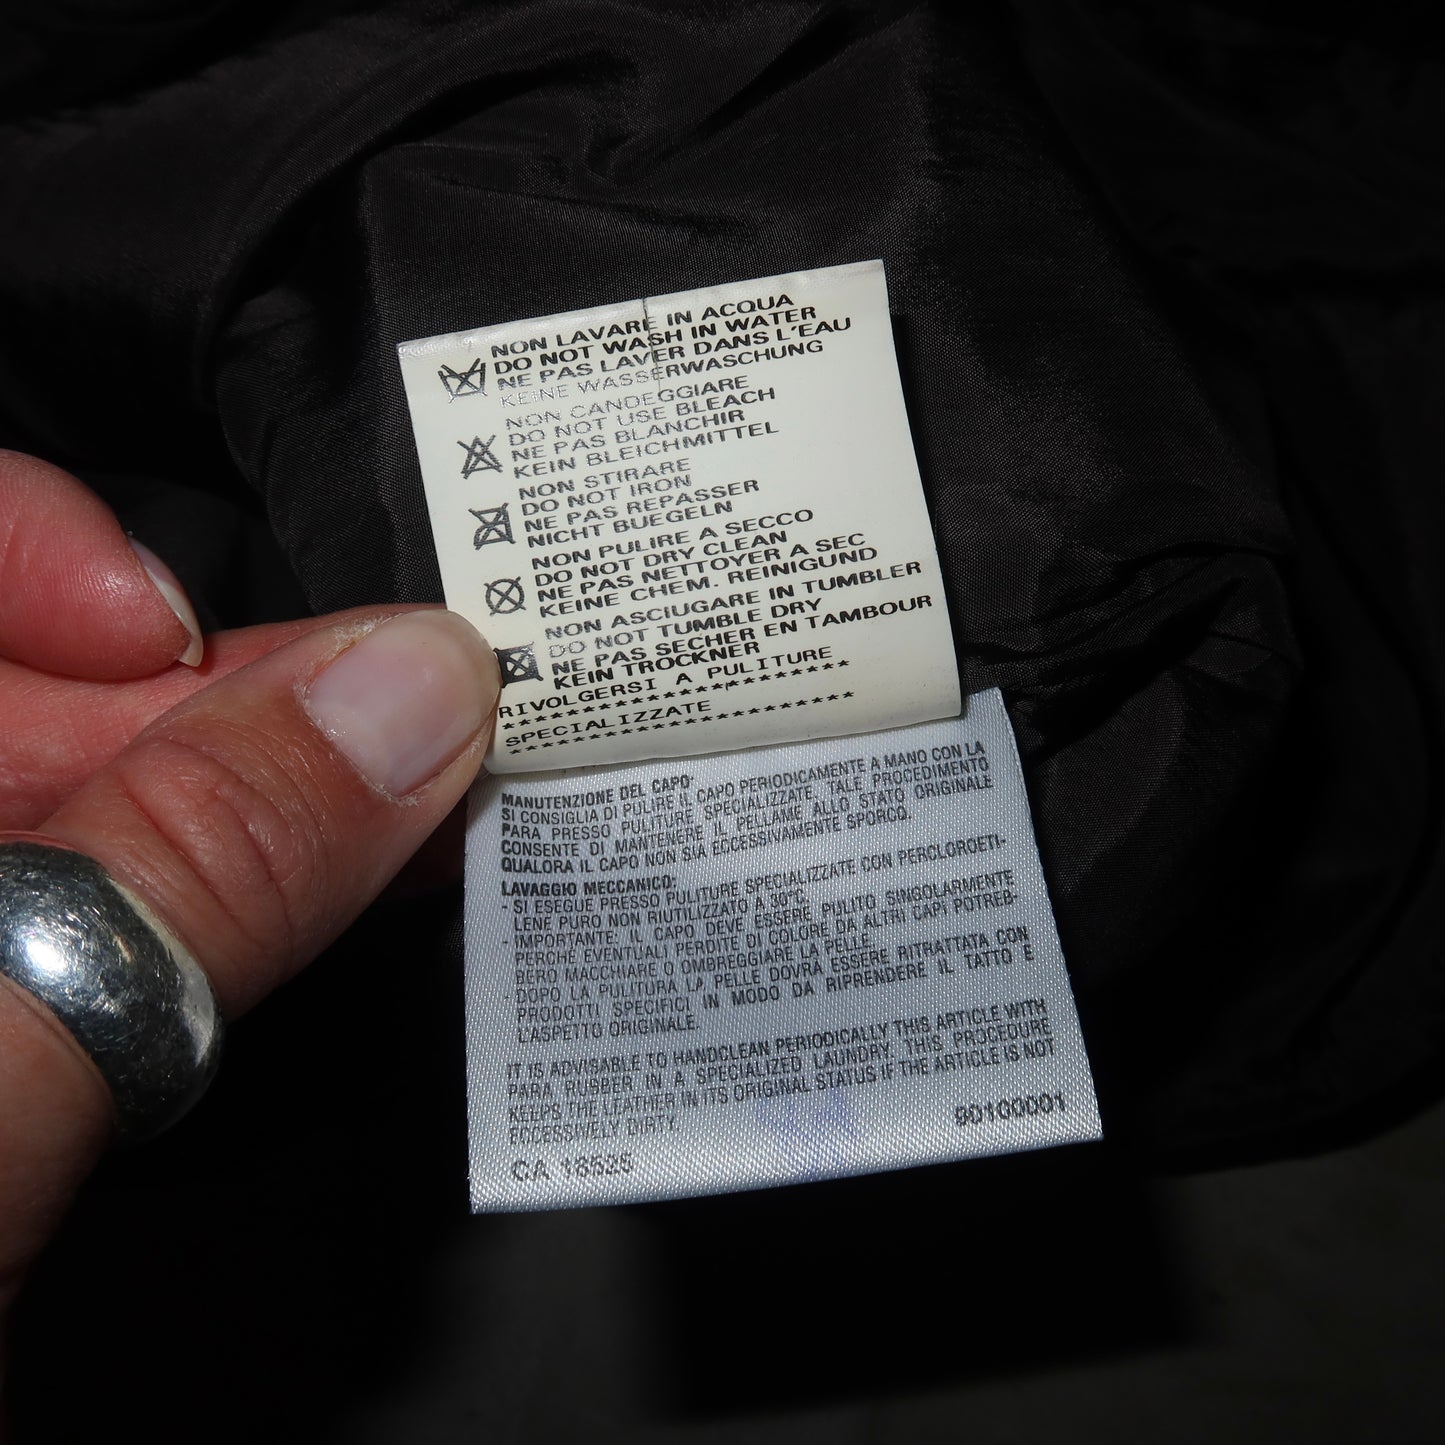 NON LAVARE IN ACQUA
DO NOT WASH IN WATER
NE PAS LAVER DANS L'EAU
KEINE WASSERWASCHUNG
NON CANDEGGIARE
DO NOT USE BLEACH
NE PAS BLANCHIR
KEIN BLEICHMITTEL
NON STIRARE
DO NOT IRON
NE PAS REPASSER
NICHT BUEGELN
NON PULIRE A SECCO
DO NOT DRY CLEAN
NE PAS NETTOYER A SEC
KEINE CHEM. REINIGUND
NON ASCIUGARE IN TUMBLER
DO NOT TUMBLE DRY
NE PAS SECHER EN TAMBOUR
KEIN TROCKNER
RIVOLGERSI A PULITURE
**********************
SPECIALIZZATE
**********************
MANUTENZIONE DEL CAPO:
SI CONSIGLIA DI PULIRE IL CAPO PERIODICAMENTE A MANO CON LA
PARA PRESSO PULITURE SPECIALIZZATE. TALE PROCEDIMENTO
CONSENTE DI MANTENERE IL PELLAME ALLO STATO ORIGINALE
QUALORA IL CAPO NON SIA ECCESSIVAMENTE SPORCO.
LAVAGGIO MECCANICO:
- SI ESEGUE PRESSO PULITURE SPECIALIZZATE CON PERCLOROETI-
LENE PURO NON RIUTILIZZATO A 30°C.
- IMPORTANTE: IL CAPO DEVE ESSERE PULITO SINGOLARMENTE
PERCHÉ EVENTUALI PERDITE DI COLORE DA ALTRI CAPI POTREB-
BERO MACCHIARE O OMBREGGIARE LA PELLE.
- DOPO LA PULITURA LA PELLE DOVRÀ ESSERE RITRATTATA CON
PRODOTTI SPECIFICI IN MODO DA RIPRENDERE IL TATTO E
L'ASPETTO ORIGINALE.
IT IS ADVISABLE TO HANDCLEAN PERIODICALLY THIS ARTICLE WITH
PARA RUBBER IN A SPECIALIZED LAUNDRY. THIS PROCEDURE
KEEPS THE LEATHER IN ITS ORIGINAL STATUS IF THE ARTICLE IS NOT
ECCESSIVELY DIRTY.
90100001
CA 18525